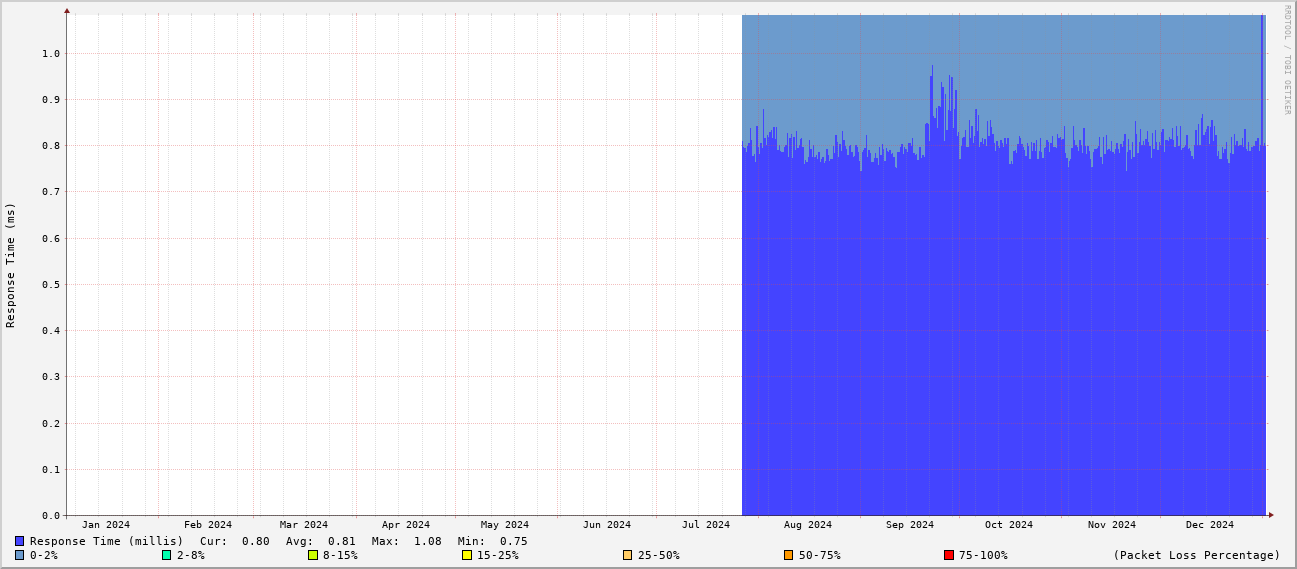 RRDTOOL / TOBI OETIKER
Response Time (ms)
1.0
0.9
0.8
0.7
0.6
0.5
0.4
0.3
0.2
0.1
0.0
Jan 2024 Feb 2024 Mar 2024 Apr 2024 May 2024 Jun 2024 Jul 2024 Aug 2024 Sep 2024 Oct 2024 Nov 2024 Dec 2024
Response Time (millis) Cur: 0.80 Avg: 0.81 Max: 1.08 Min: 0.75
0-2% 2-8% 8-15% 15-25% 25-50% 50-75% 75-100% (Packet Loss Percentage)